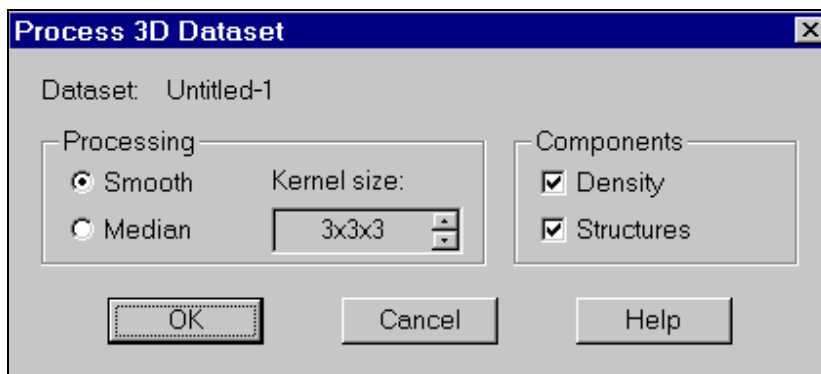 Process 3D Dataset
Dataset: Untitled-1
Processing
Smooth
Kernel size:
Median
3x3x3
Components
Density
Structures
OK
Cancel
Help